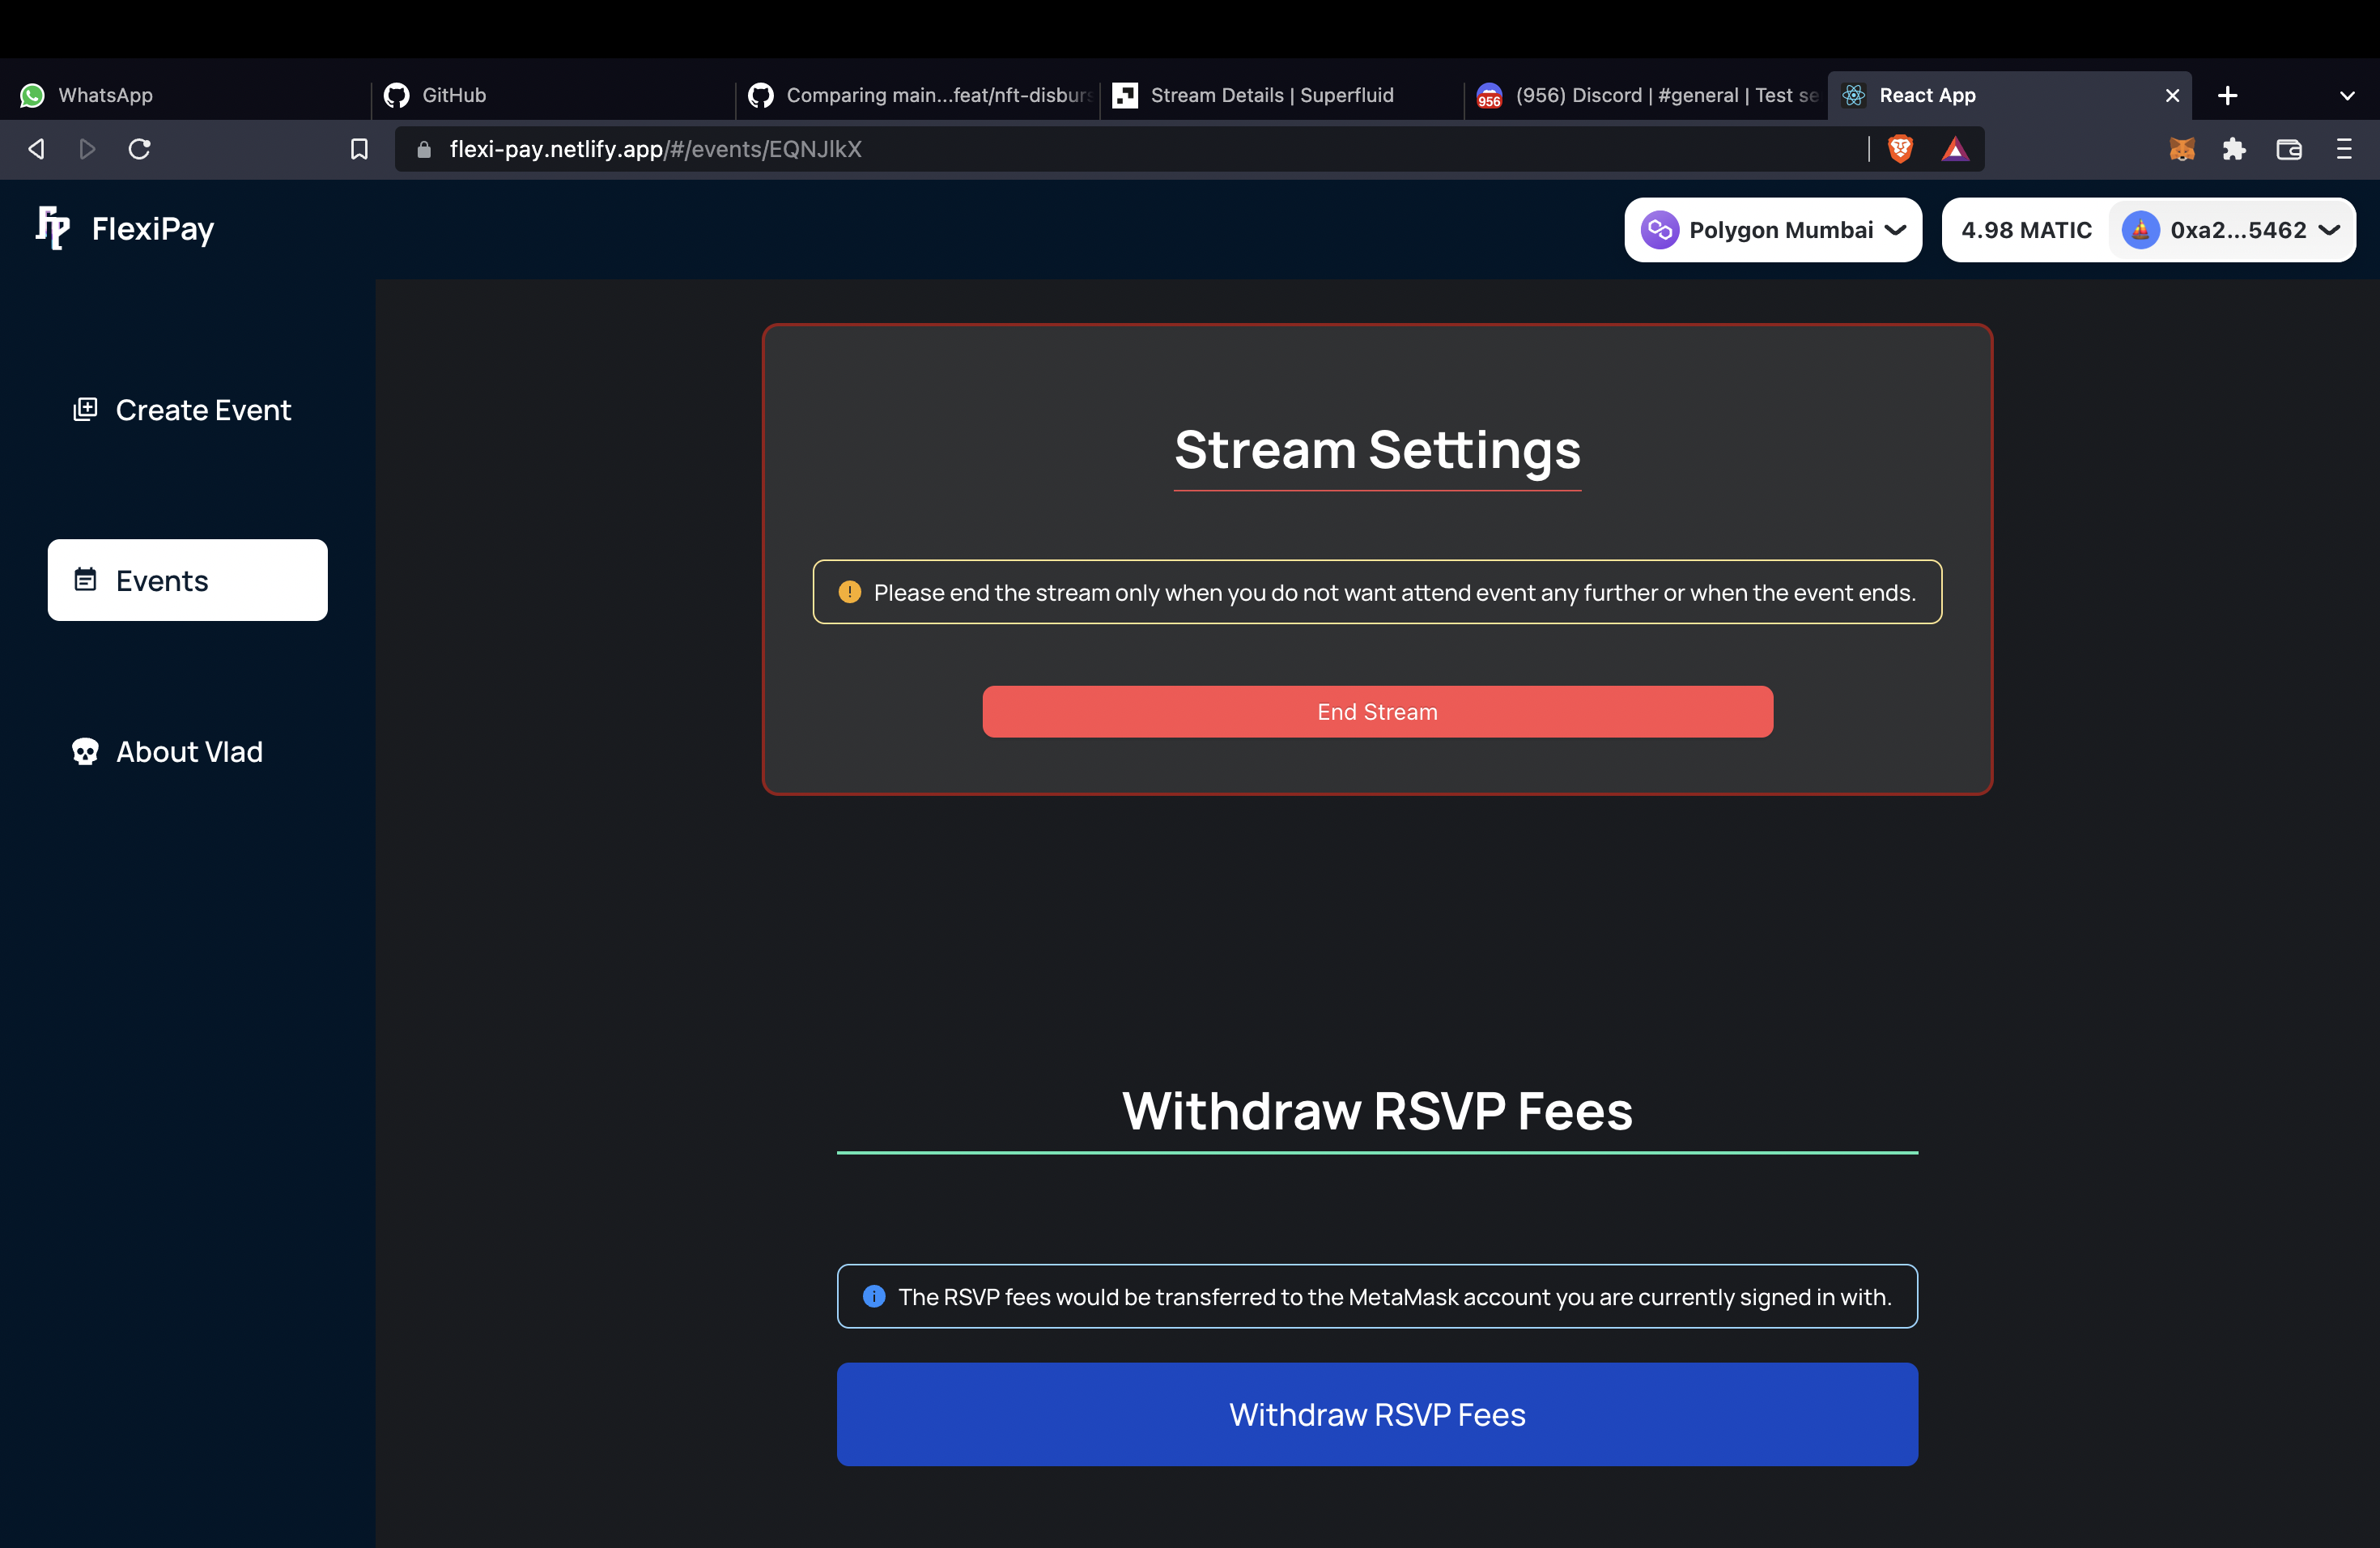 WhatsApp
GitHub
Comparing main...feat/nft-disburs
Stream Details | Superfluid
956
(956) Discord | #general | Test se
React App
flexi-pay.netlify.app/#/events/EQNJlkX
FP
FlexiPay
Polygon Mumbai
4.98 MATIC
0xa2...5462
Create Event
Events
About Vlad
Stream Settings
Please end the stream only when you do not want attend event any further or when the event ends.
End Stream
Withdraw RSVP Fees
The RSVP fees would be transferred to the MetaMask account you are currently signed in with.
Withdraw RSVP Fees